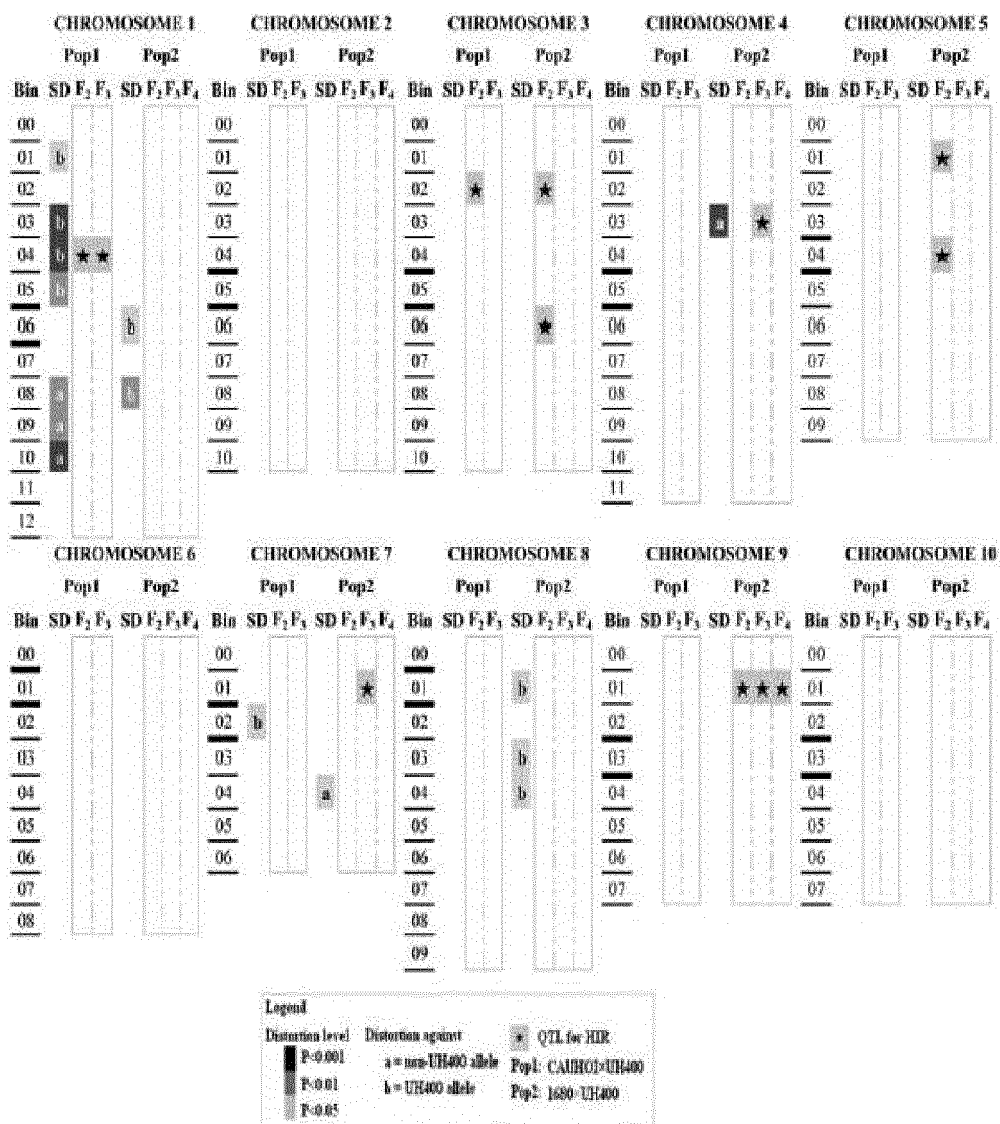 CHROMOSOME 1 CHROMOSOME 2 CHROMOSOME 3 CHROMOSOME 4 CHROMOSOME 5
Pop1 Pop2 Pop1 Pop2 Pop1 Pop2 Pop1 Pop2 Pop1 Pop2
Bin SD F2 F3 SD F2 F3 F4 Bin SD F2 F3 SD F2 F3 F4 Bin SD F2 F3 SD F2 F3 F4 Bin SD F2 F3 SD F2 F3 F4 Bin SD F2 F3 SD F2 F3 F4
00 00 00 00 00
01 b 01 01 01 01 ★
02 02 02 ★ ★ 02 02
03 b 03 03 03 a ★ 03
04 b ★ ★ 04 04 04 04 ★
05 b 05 05 05 05
06 b 06 06 ★ 06 06
07 07 07 07 07
08 a b 08 08 08 08
09 a 09 09 09 09
10 a 10 10 10
11 11
12
CHROMOSOME 6 CHROMOSOME 7 CHROMOSOME 8 CHROMOSOME 9 CHROMOSOME 10
Pop1 Pop2 Pop1 Pop2 Pop1 Pop2 Pop1 Pop2 Pop1 Pop2
Bin SD F2 F3 SD F2 F3 F4 Bin SD F2 F3 SD F2 F3 F4 Bin SD F2 F3 SD F2 F3 F4 Bin SD F2 F3 SD F2 F3 F4 Bin SD F2 F3 SD F2 F3 F4
00 00 00 00 00
01 01 ★ 01 b 01 ★ ★ ★ 01
02 02 b 02 02 02
03 03 03 b 03 03
04 04 a 04 b 04 04
05 05 05 05 05
06 06 06 06 06
07 07 07 07
08 08
09
Legend
Distortion level Distortion against ★ QTL for HIR
P<0.001 a = non-UH400 allele Pop1: CAUHOI×UH400
P<0.01 b = UH400 allele Pop2: 1680×UH400
P<0.05